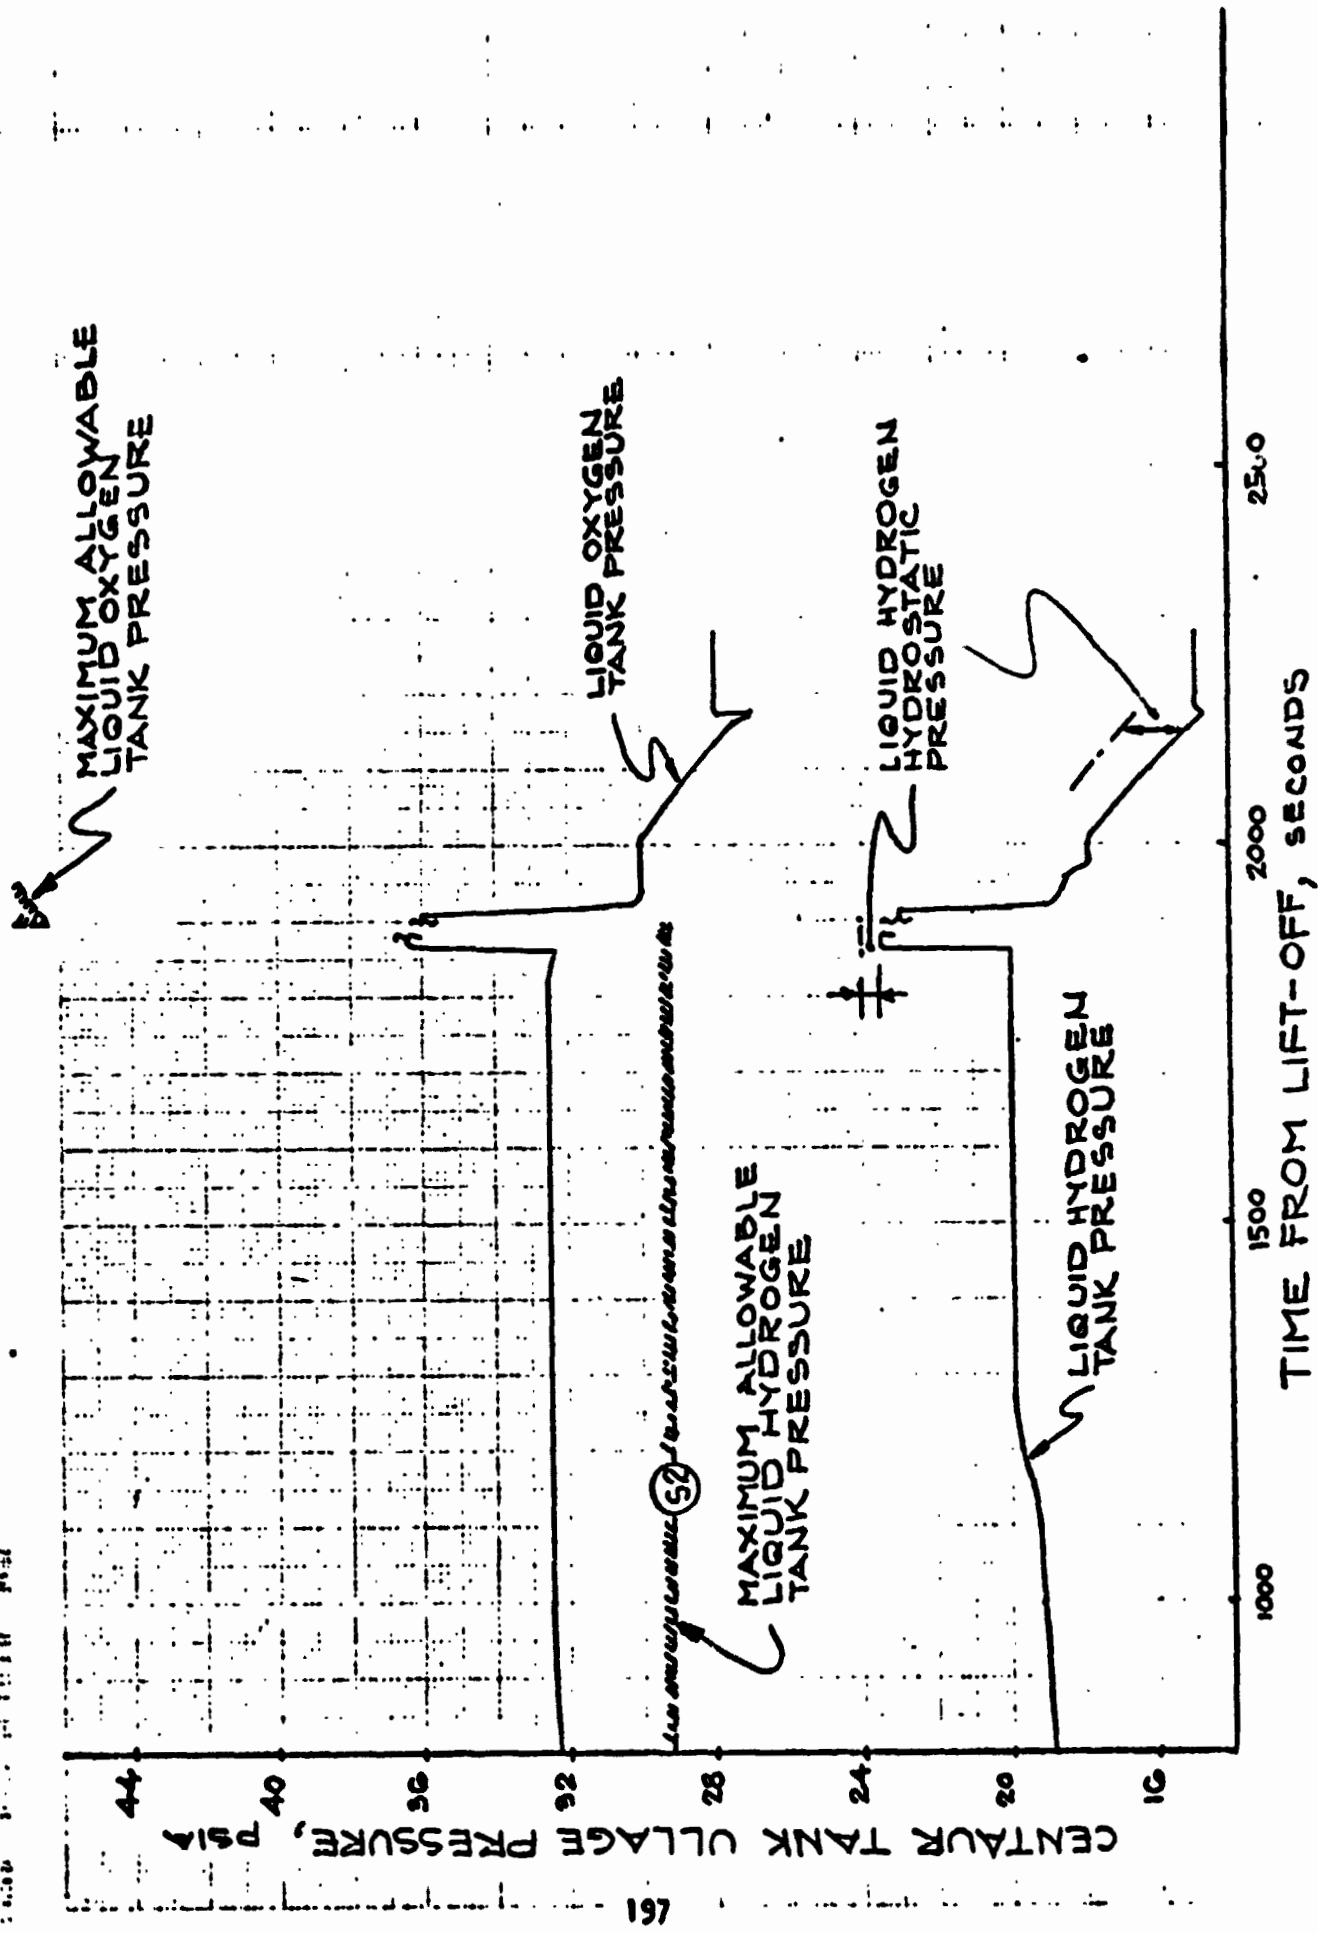 MAXIMUM ALLOWABLE
LIQUID OXYGEN
TANK PRESSURE
LIQUID OXYGEN
TANK PRESSURE
LIQUID HYDROGEN
HYDROSTATIC
PRESSURE
S2
MAXIMUM ALLOWABLE
LIQUID HYDROGEN
TANK PRESSURE
LIQUID HYDROGEN
TANK PRESSURE
CENTAUR TANK ULLAGE PRESSURE, PSIA
44
40
36
32
28
24
20
16
1000
1500
2000
2500
TIME FROM LIFT-OFF, SECONDS
197